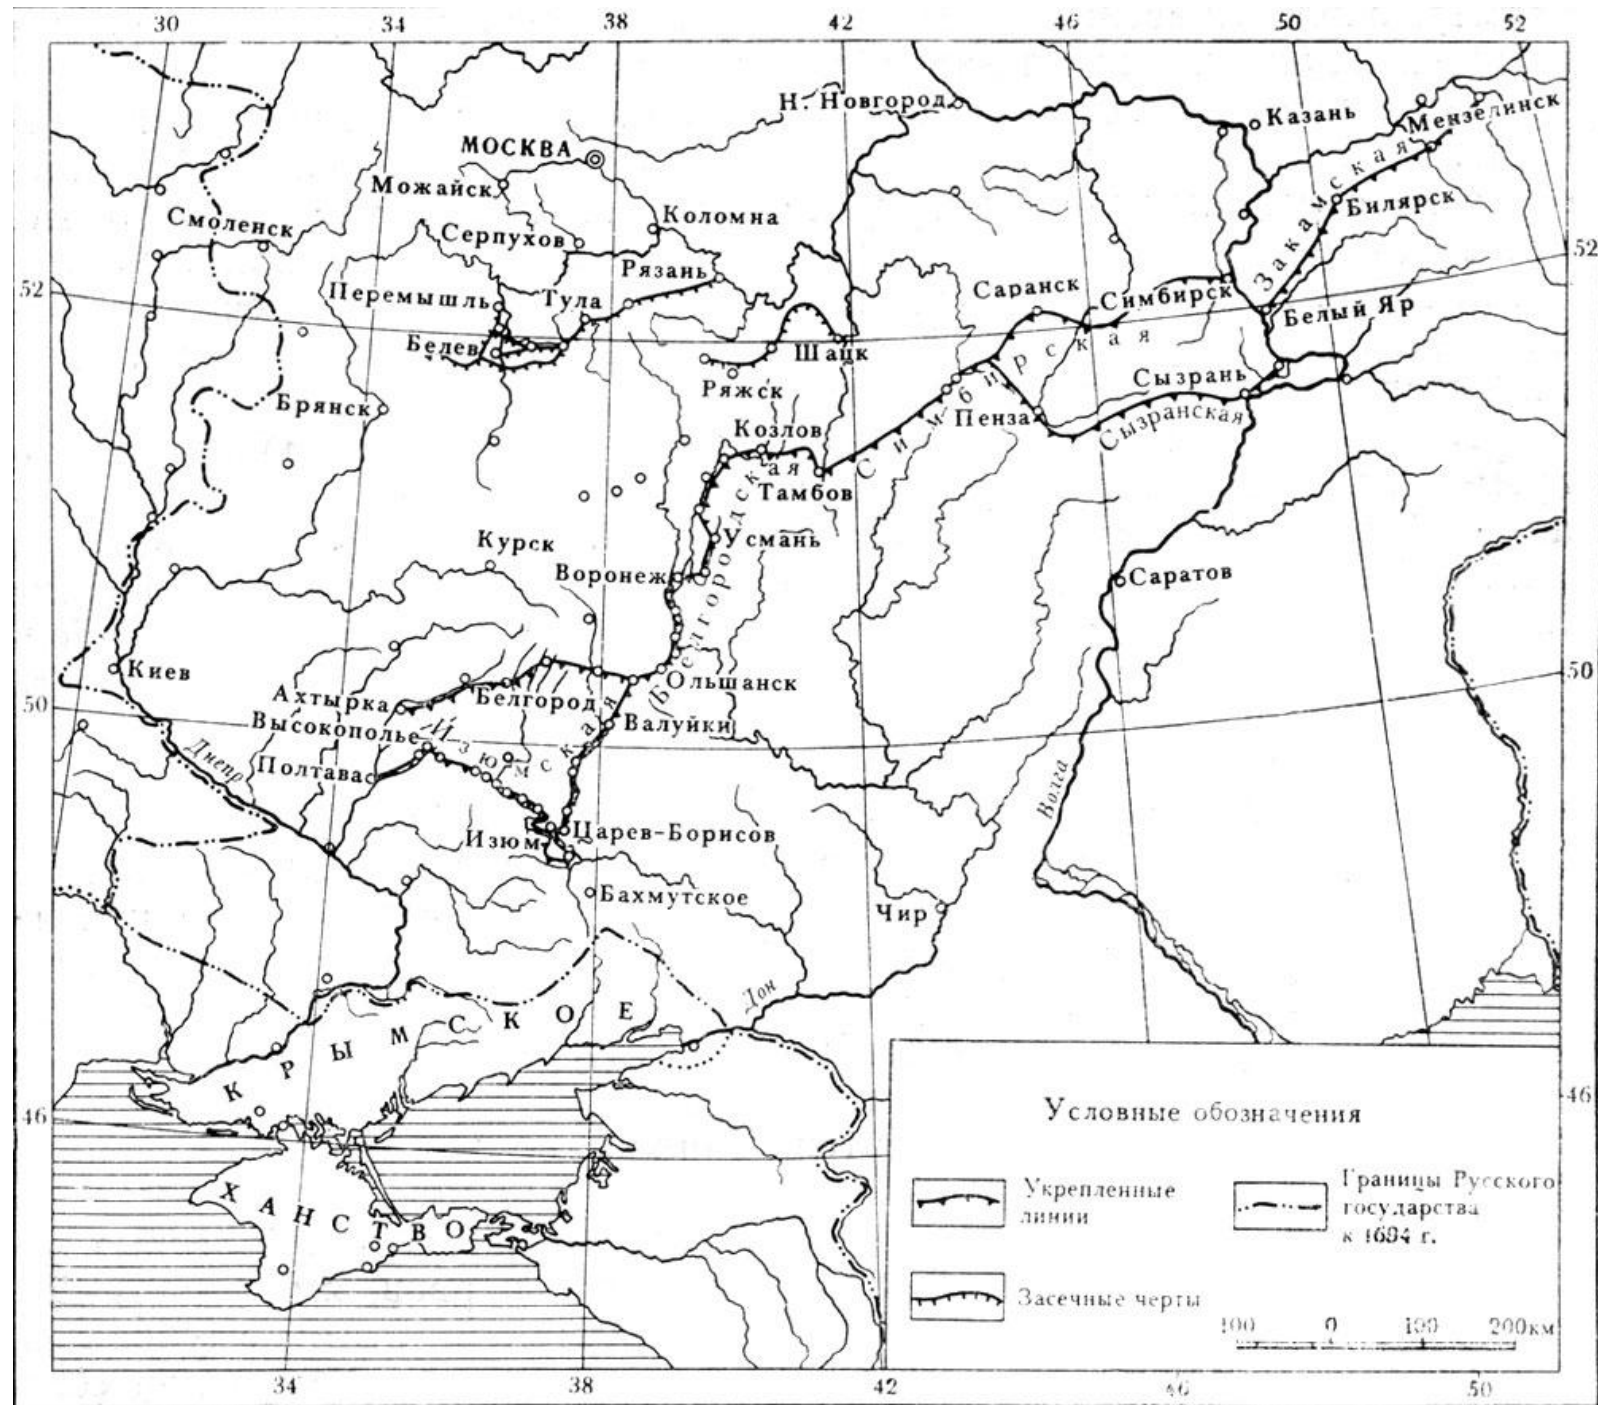 30 34 38 42 46 50 52
Н. Новгород
Казань
Мензелинск
МОСКВА
Можайск
Закамская
Билярск
Смоленск
Коломна
Серпухов
52
Рязань
52
Перемышль
Тула
Саранск
Симбирск
Белый Яр
Белев
Шацк
Симбирская
Сызрань
Ряжск
Брянск
Пенза
Сызранская
Козлов
Тамбов
Белгородская
Усмань
Курск
Воронеж
Саратов
Киев
50
Ольшанск
50
Ахтырка
Белгород
Высокополье
Изюмская
Валуйки
Днепр
Полтава
Волга
Изюм
Царев-Борисов
Бахмутское
Чир
Дон
КРЫМСКОЕ
46
46
ХАНСТВО
Условные обозначения
Укрепленные
линии
Границы Русского
государства
к 1694 г.
Засечные черты
100 0 100 200км
34 38 42 46 50